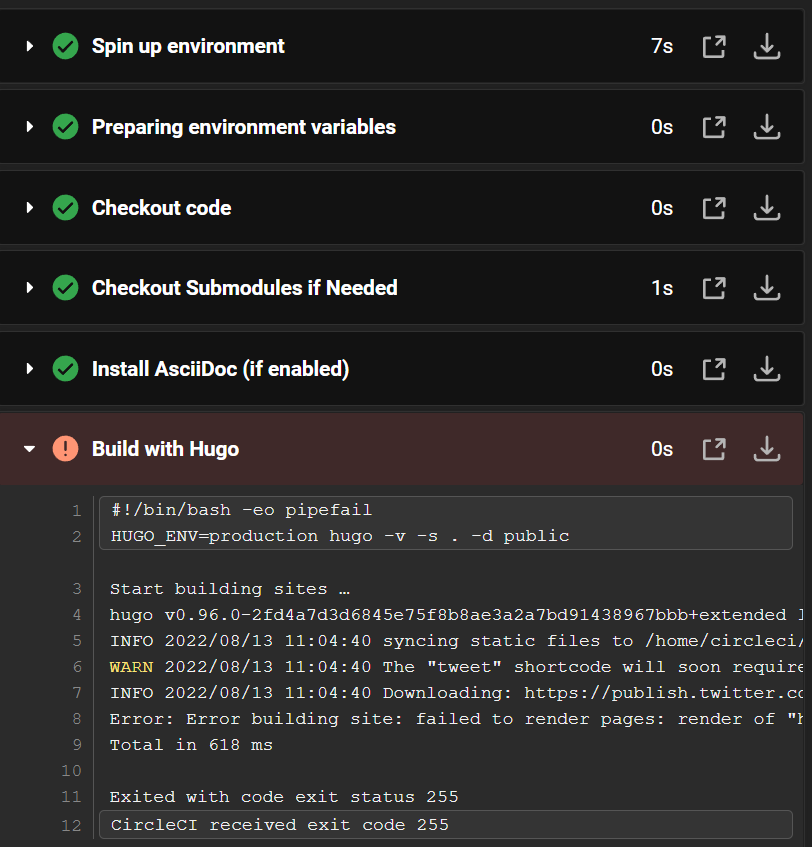 Spin up environment 7s
Preparing environment variables 0s
Checkout code 0s
Checkout Submodules if Needed 1s
Install AsciiDoc (if enabled) 0s
Build with Hugo 0s
1 #!/bin/bash -eo pipefail
2 HUGO_ENV=production hugo -v -s . -d public
3 Start building sites …
4 hugo v0.96.0-2fd4a7d3d6845e75f8b8ae3a2a7bd91438967bbb+extended
5 INFO 2022/08/13 11:04:40 syncing static files to /home/circleci/
6 WARN 2022/08/13 11:04:40 The "tweet" shortcode will soon require
7 INFO 2022/08/13 11:04:40 Downloading: https://publish.twitter.co
8 Error: Error building site: failed to render pages: render of "h
9 Total in 618 ms
10
11 Exited with code exit status 255
12 CircleCI received exit code 255